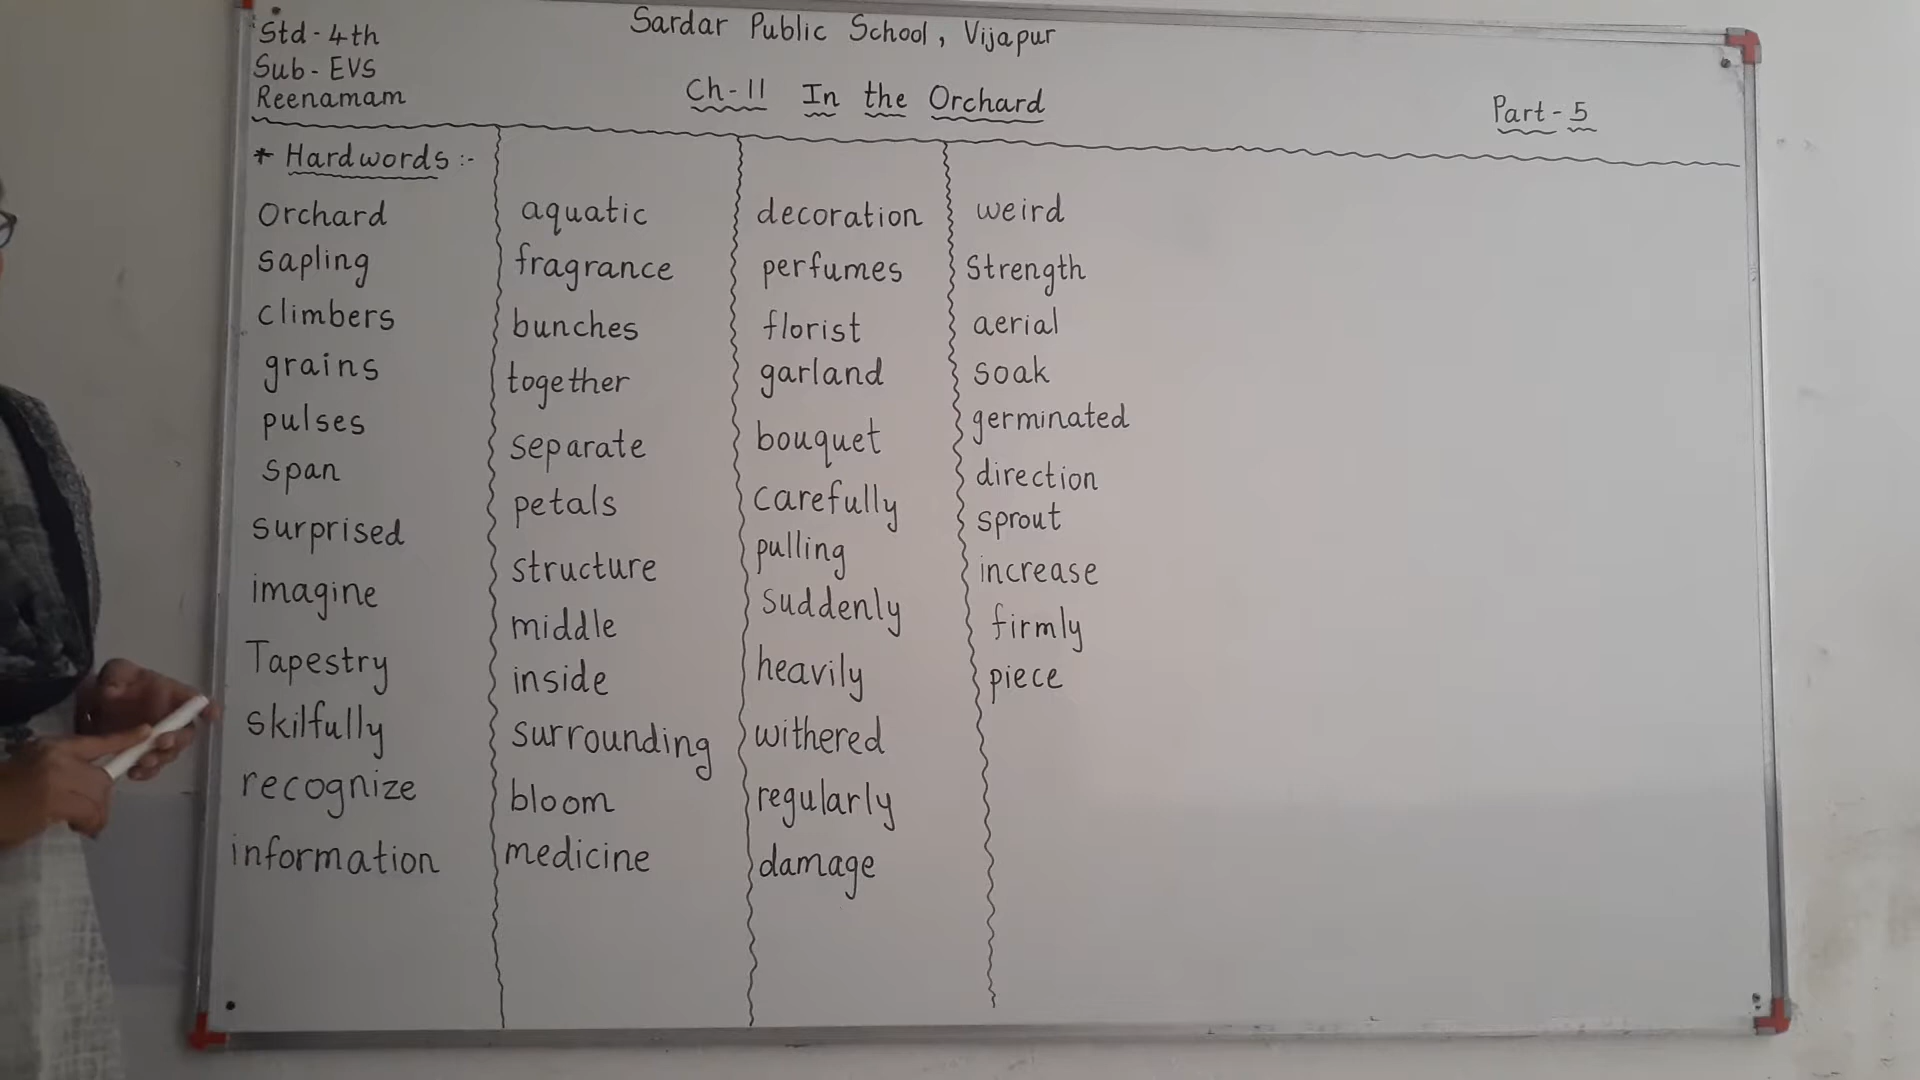 Std - 4th
Sub - EVS
Reenamam
Sardar Public School, Vijapur
Ch-11 In the Orchard
Part - 5
* Hardwords :-
Orchard
sapling
climbers
grains
pulses
span
surprised
imagine
Tapestry
skilfully
recognize
information
aquatic
fragrance
bunches
together
separate
petals
structure
middle
inside
surrounding
bloom
medicine
decoration
perfumes
florist
garland
bouquet
carefully
pulling
suddenly
heavily
withered
regularly
damage
weird
Strength
aerial
soak
germinated
direction
sprout
increase
firmly
piece